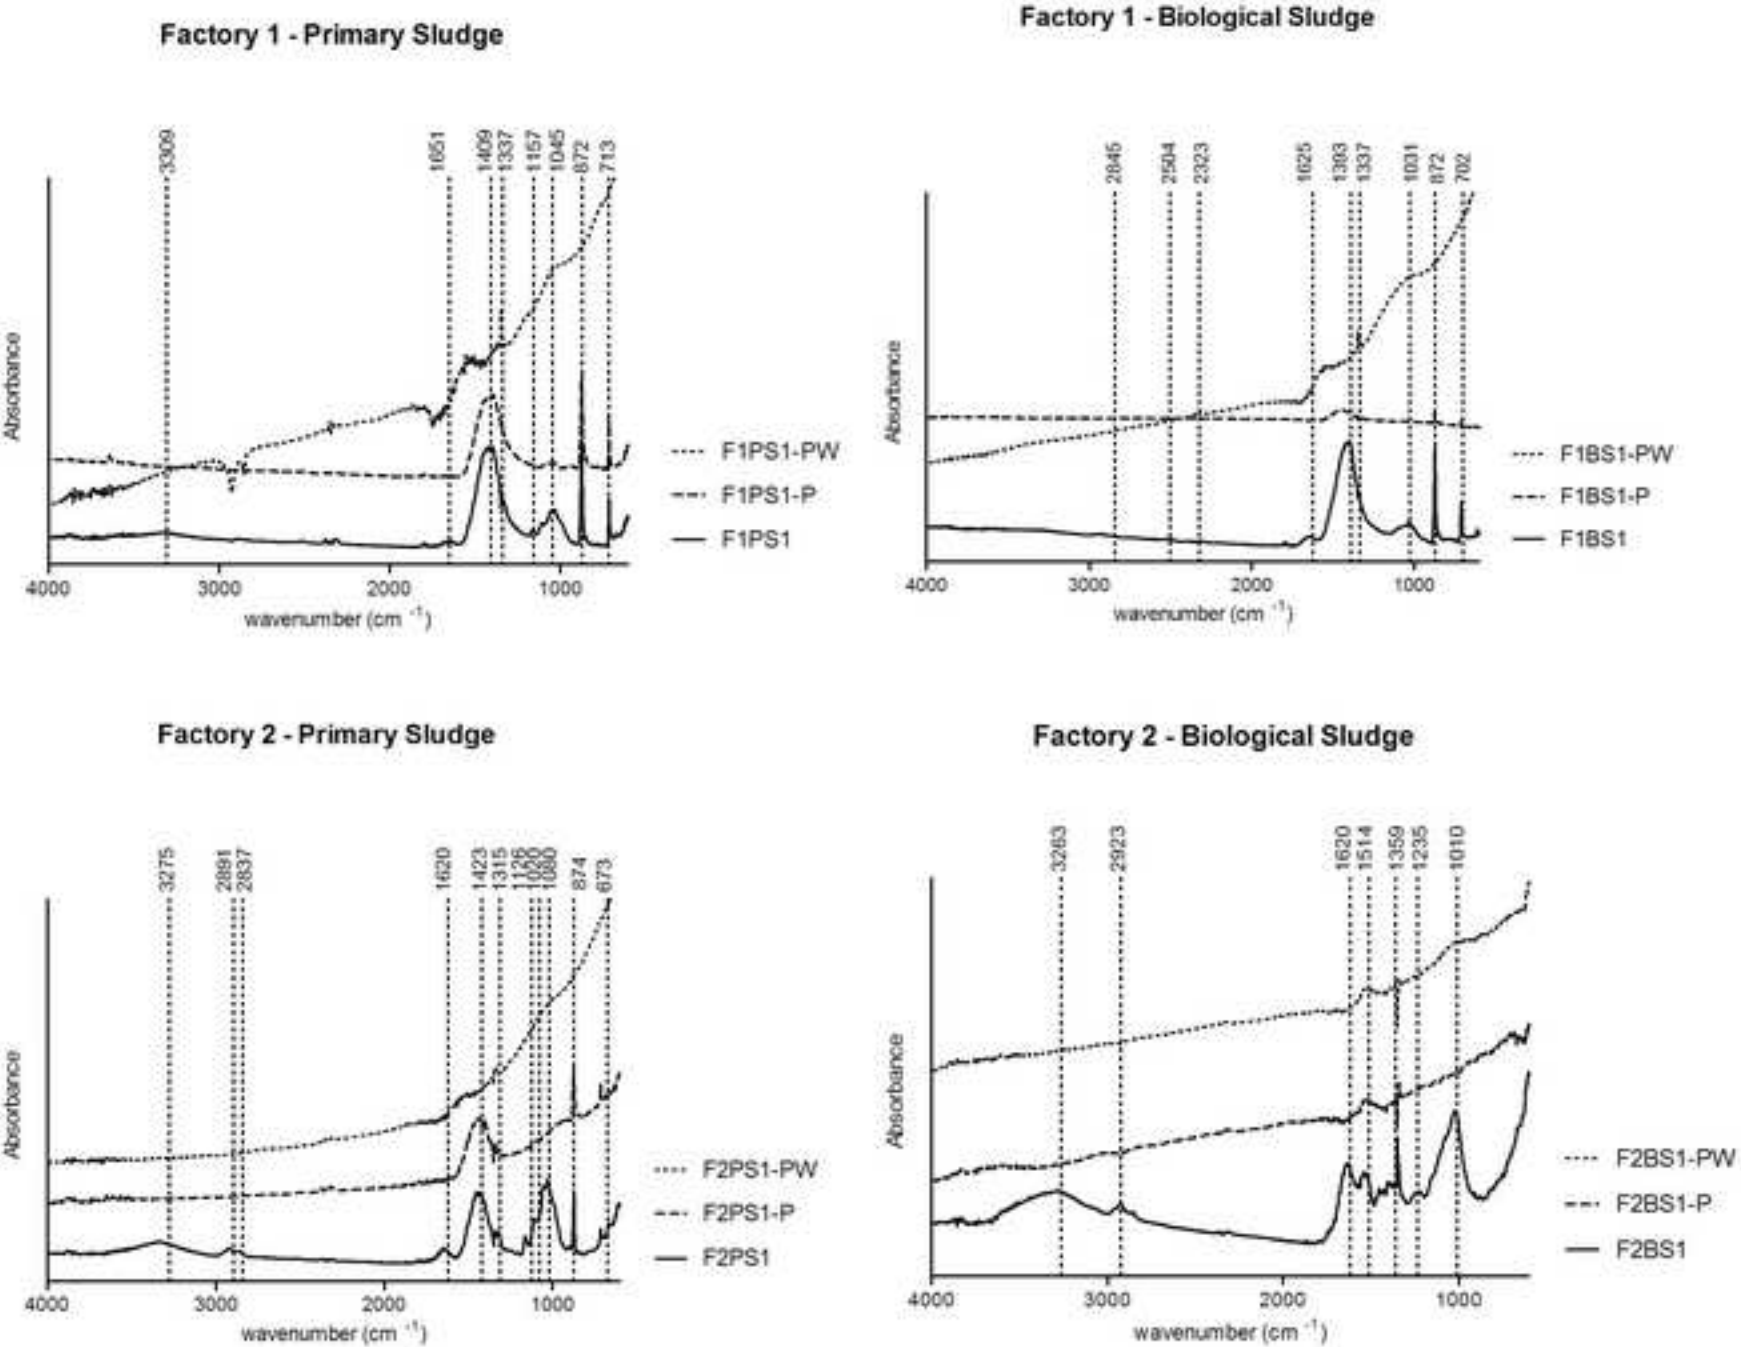 Factory 1 - Primary Sludge
3309
1651
1409
1337
1157
1045
872
713
Absorbance
F1PS1-PW
F1PS1-P
F1PS1
4000
3000
2000
1000
wavenumber (cm -1)
Factory 1 - Biological Sludge
2845
2504
2323
1625
1393
1337
1031
872
702
Absorbance
F1BS1-PW
F1BS1-P
F1BS1
4000
3000
2000
1000
wavenumber (cm -1)
Factory 2 - Primary Sludge
3275
2891
2837
1620
1423
1315
1126
1020
1080
874
673
Absorbance
F2PS1-PW
F2PS1-P
F2PS1
4000
3000
2000
1000
wavenumber (cm -1)
Factory 2 - Biological Sludge
3263
2923
1620
1514
1359
1235
1010
Absorbance
F2BS1-PW
F2BS1-P
F2BS1
4000
3000
2000
1000
wavenumber (cm -1)